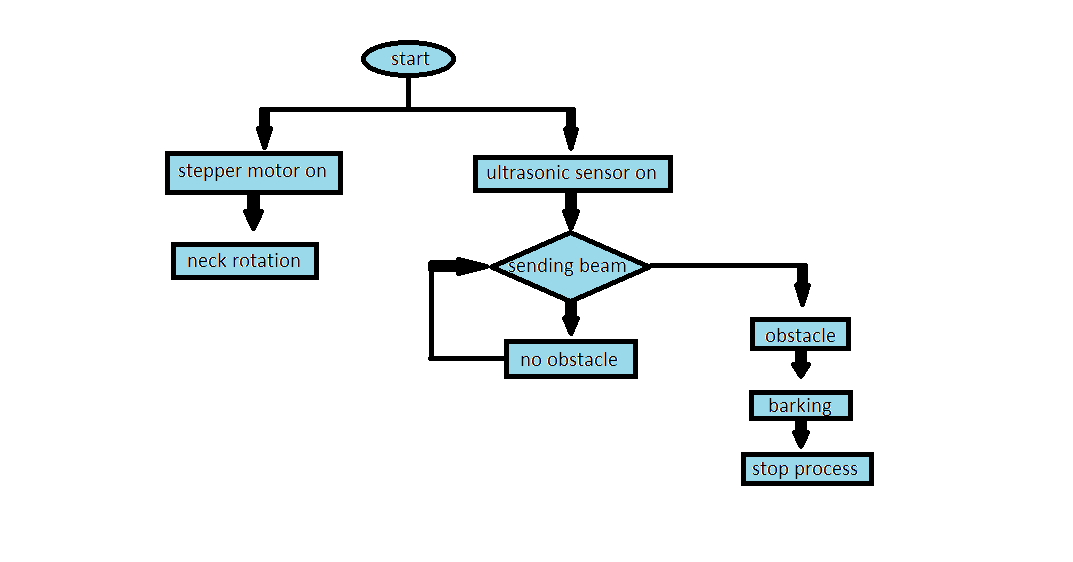 start
stepper motor on
ultrasonic sensor on
neck rotation
sending beam
obstacle
no obstacle
barking
stop process